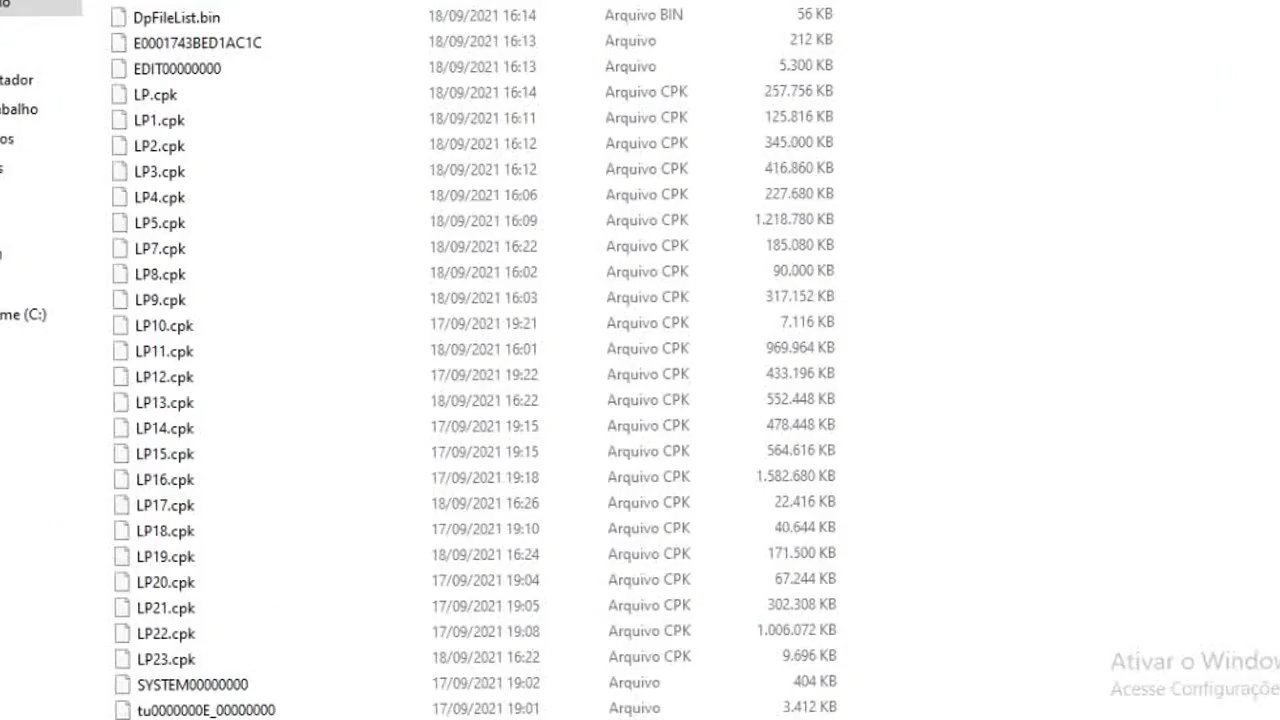 DpFileList.bin 18/09/2021 16:14 Arquivo BIN 56 KB
E0001743BED1AC1C 18/09/2021 16:13 Arquivo 212 KB
EDIT00000000 18/09/2021 16:13 Arquivo 5.300 KB
tador
LP.cpk 18/09/2021 16:14 Arquivo CPK 257.756 KB
balho
LP1.cpk 18/09/2021 16:11 Arquivo CPK 125.816 KB
os
LP2.cpk 18/09/2021 16:12 Arquivo CPK 345.000 KB
s
LP3.cpk 18/09/2021 16:12 Arquivo CPK 416.860 KB
LP4.cpk 18/09/2021 16:06 Arquivo CPK 227.680 KB
LP5.cpk 18/09/2021 16:09 Arquivo CPK 1.218.780 KB
LP7.cpk 18/09/2021 16:22 Arquivo CPK 185.080 KB
LP8.cpk 18/09/2021 16:02 Arquivo CPK 90.000 KB
LP9.cpk 18/09/2021 16:03 Arquivo CPK 317.152 KB
me (C:)
LP10.cpk 17/09/2021 19:21 Arquivo CPK 7.116 KB
LP11.cpk 18/09/2021 16:01 Arquivo CPK 969.964 KB
LP12.cpk 17/09/2021 19:22 Arquivo CPK 433.196 KB
LP13.cpk 18/09/2021 16:22 Arquivo CPK 552.448 KB
LP14.cpk 17/09/2021 19:15 Arquivo CPK 478.448 KB
LP15.cpk 17/09/2021 19:15 Arquivo CPK 564.616 KB
LP16.cpk 17/09/2021 19:18 Arquivo CPK 1.582.680 KB
LP17.cpk 18/09/2021 16:26 Arquivo CPK 22.416 KB
LP18.cpk 17/09/2021 19:10 Arquivo CPK 40.644 KB
LP19.cpk 18/09/2021 16:24 Arquivo CPK 171.500 KB
LP20.cpk 17/09/2021 19:04 Arquivo CPK 67.244 KB
LP21.cpk 17/09/2021 19:05 Arquivo CPK 302.308 KB
LP22.cpk 17/09/2021 19:08 Arquivo CPK 1.006.072 KB
LP23.cpk 18/09/2021 16:22 Arquivo CPK 9.696 KB
SYSTEM00000000 17/09/2021 19:02 Arquivo 404 KB
tu0000000E_00000000 17/09/2021 19:01 Arquivo 3.412 KB
Ativar o Windo
Acesse Configuraçõe